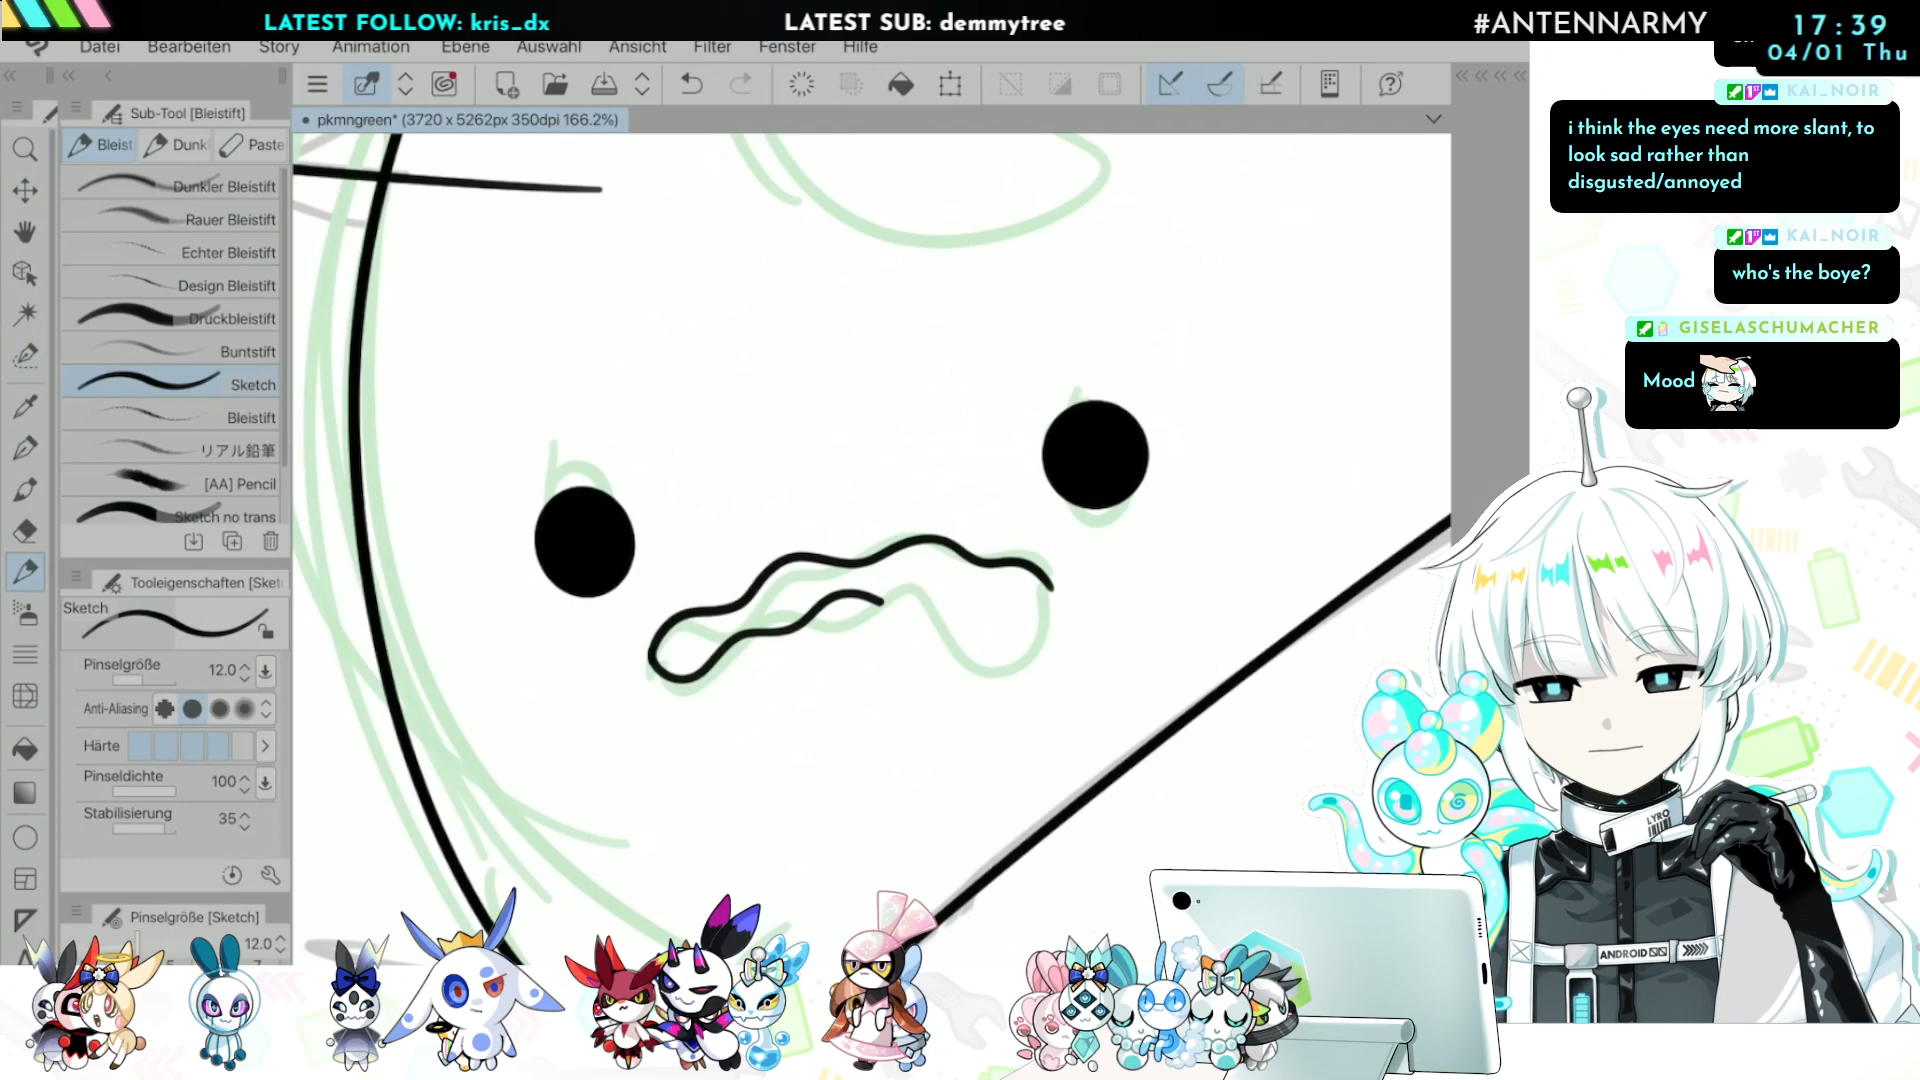 LATEST FOLLOW: kris_dx
LATEST SUB: demmytree
#ANTENNARMY
17:39
04/01 Thu
Datei Bearbeiten Story Animation Ebene Auswahl Ansicht Filter Fenster Hilfe
Sub-Tool [Bleistift]
pkmngreen* (3720 x 5262px 350dpi 166.2%)
Bleist Dunkl Paste
Dunkler Bleistift
Rauer Bleistift
Echter Bleistift
Design Bleistift
Druckbleistift
Buntstift
Sketch
Bleistift
リアル鉛筆
[AA] Pencil
Sketch no trans
Tooleigenschaften [Sket
Sketch
Pinselgröße 12.0
Anti-Aliasing
Härte
Pinseldichte 100
Stabilisierung 35
Pinselgröße [Sketch]
12.0
KAI_NOIR
i think the eyes need more slant, to
look sad rather than
disgusted/annoyed
KAI_NOIR
who's the boye?
GISELASCHUMACHER
Mood
LYRO
ANDROID